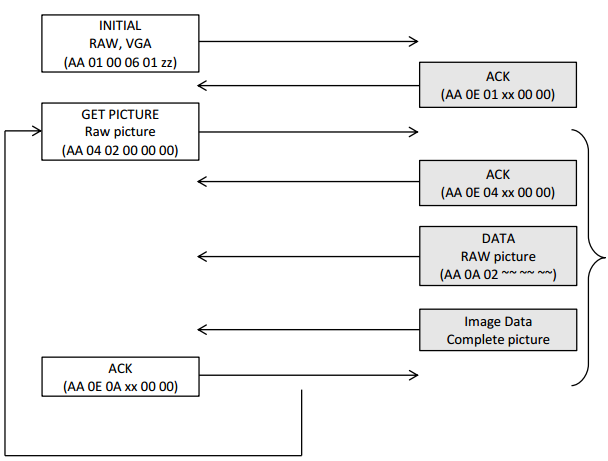 INITIAL
RAW, VGA
(AA 01 00 06 01 zz)
ACK
(AA 0E 01 xx 00 00)
GET PICTURE
Raw picture
(AA 04 02 00 00 00)
ACK
(AA 0E 04 xx 00 00)
DATA
RAW picture
(AA 0A 02 ~~ ~~ ~~)
Image Data
Complete picture
ACK
(AA 0E 0A xx 00 00)